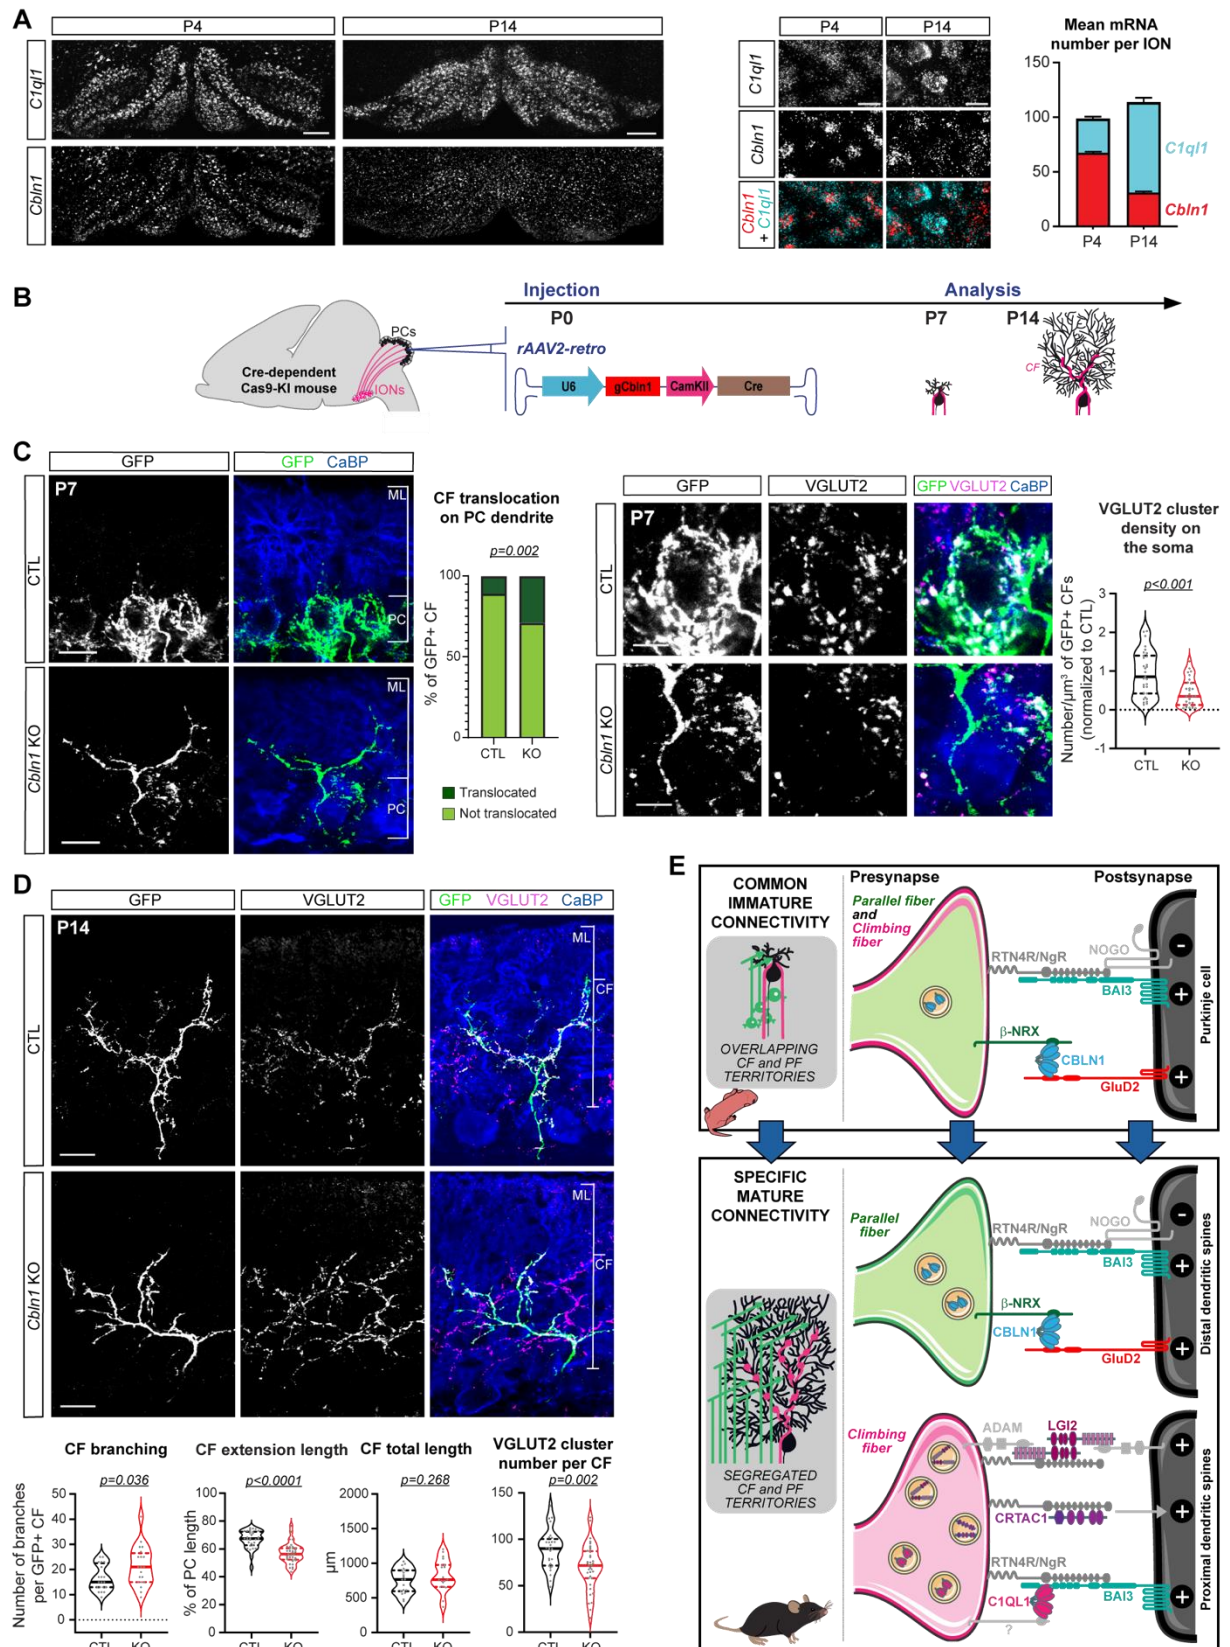 A
P4
P14
C1ql1
Cbln1
P4
P14
C1ql1
Cbln1
Cbln1
+ C1ql1
Mean mRNA
number per ION
150
100
50
0
C1ql1
Cbln1
P4
P14
B
Injection
Analysis
P0
P7
P14
PCs
rAAV2-retro
Cre-dependent
Cas9-KI mouse
IONs
U6
gCbln1
CamKII
Cre
CF
C
GFP
GFP CaBP
P7
CTL
Cbln1 KO
ML
PC
ML
PC
CF translocation
on PC dendrite
p=0.002
% of GFP+ CF
100
50
0
CTL
KO
Translocated
Not translocated
GFP
VGLUT2
GFP VGLUT2 CaBP
P7
CTL
Cbln1 KO
VGLUT2 cluster
density on
the soma
p<0.001
Number/µm³ of GFP+ CFs
(normalized to CTL)
3
2
1
0
-1
CTL
KO
D
GFP
VGLUT2
GFP VGLUT2 CaBP
P14
CTL
Cbln1 KO
ML
CF
ML
CF
CF branching
p=0.036
Number of branches
per GFP+ CF
50
40
30
20
10
0
CTL KO
CF extension length
p<0.0001
% of PC length
100
80
60
40
20
0
CTL KO
CF total length
p=0.268
µm
2000
1500
1000
500
0
CTL KO
VGLUT2 cluster
number per CF
p=0.002
150
100
50
0
CTL KO
E
COMMON
IMMATURE
CONNECTIVITY
OVERLAPPING
CF and PF
TERRITORIES
Presynapse
Postsynapse
Parallel fiber
and
Climbing
fiber
RTN4R/NgR
NOGO
-
BAI3
+
β-NRX
CBLN1
GluD2
+
Purkinje cell
SPECIFIC
MATURE
CONNECTIVITY
SEGREGATED
CF and PF
TERRITORIES
Parallel
fiber
RTN4R/NgR
NOGO
-
BAI3
+
β-NRX
CBLN1
GluD2
+
Distal dendritic spines
Climbing
fiber
ADAM
LGI2
+
CRTAC1
+
RTN4R/NgR
C1QL1
BAI3
+
?
Proximal dendritic spines